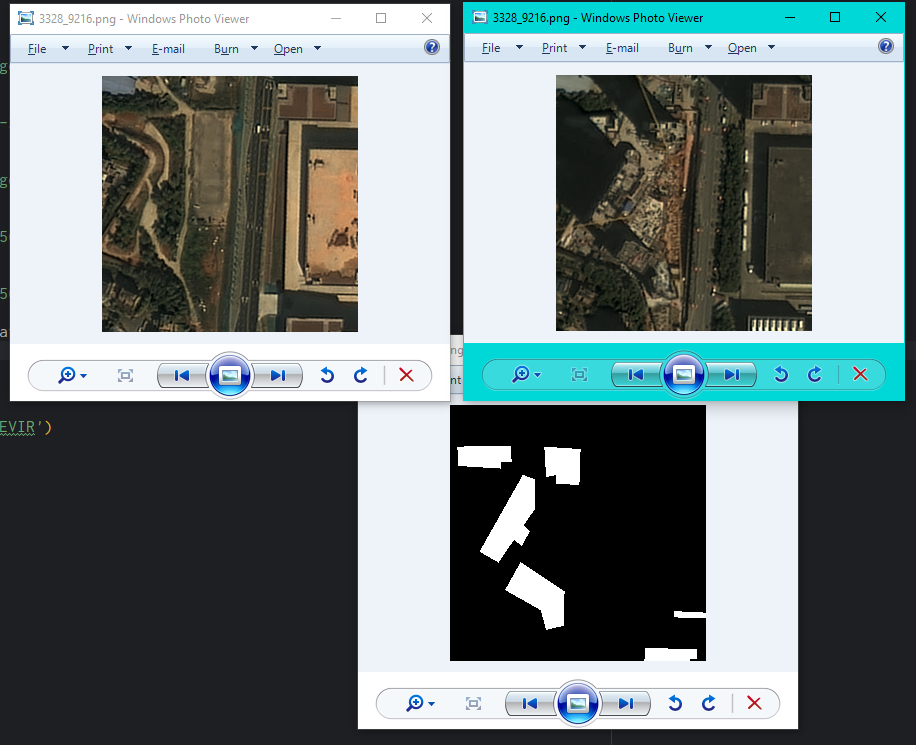 3328_9216.png - Windows Photo Viewer
File Print E-mail Burn Open
3328_9216.png - Windows Photo Viewer
File Print E-mail Burn Open
EVIR')